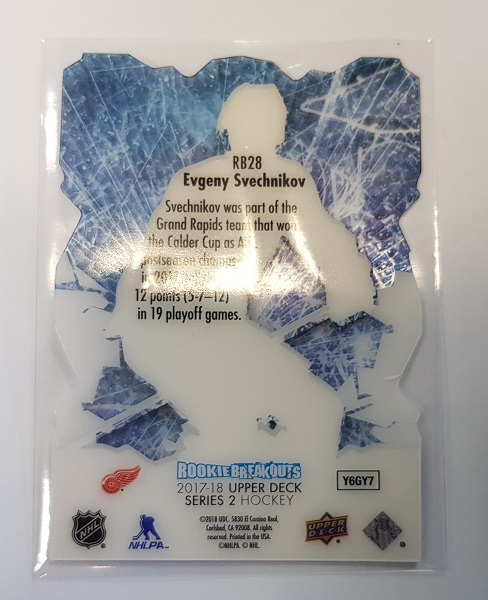 RB28
Evgeny Svechnikov
Svechnikov was part of the
Grand Rapids team that won
the Calder Cup as
postseason champs
in
12 points (5-7–12)
in 19 playoff games.
ROOKIE BREAKOUTS
2017-18 UPPER DECK
SERIES 2 HOCKEY
Y6GY7
©2018 UDC. 5830 El Camino Real,
Carlsbad, CA 92008. All rights
reserved. Printed in the USA.
©NHLPA. © NHL.
NHL
NHLPA
UPPER
DECK